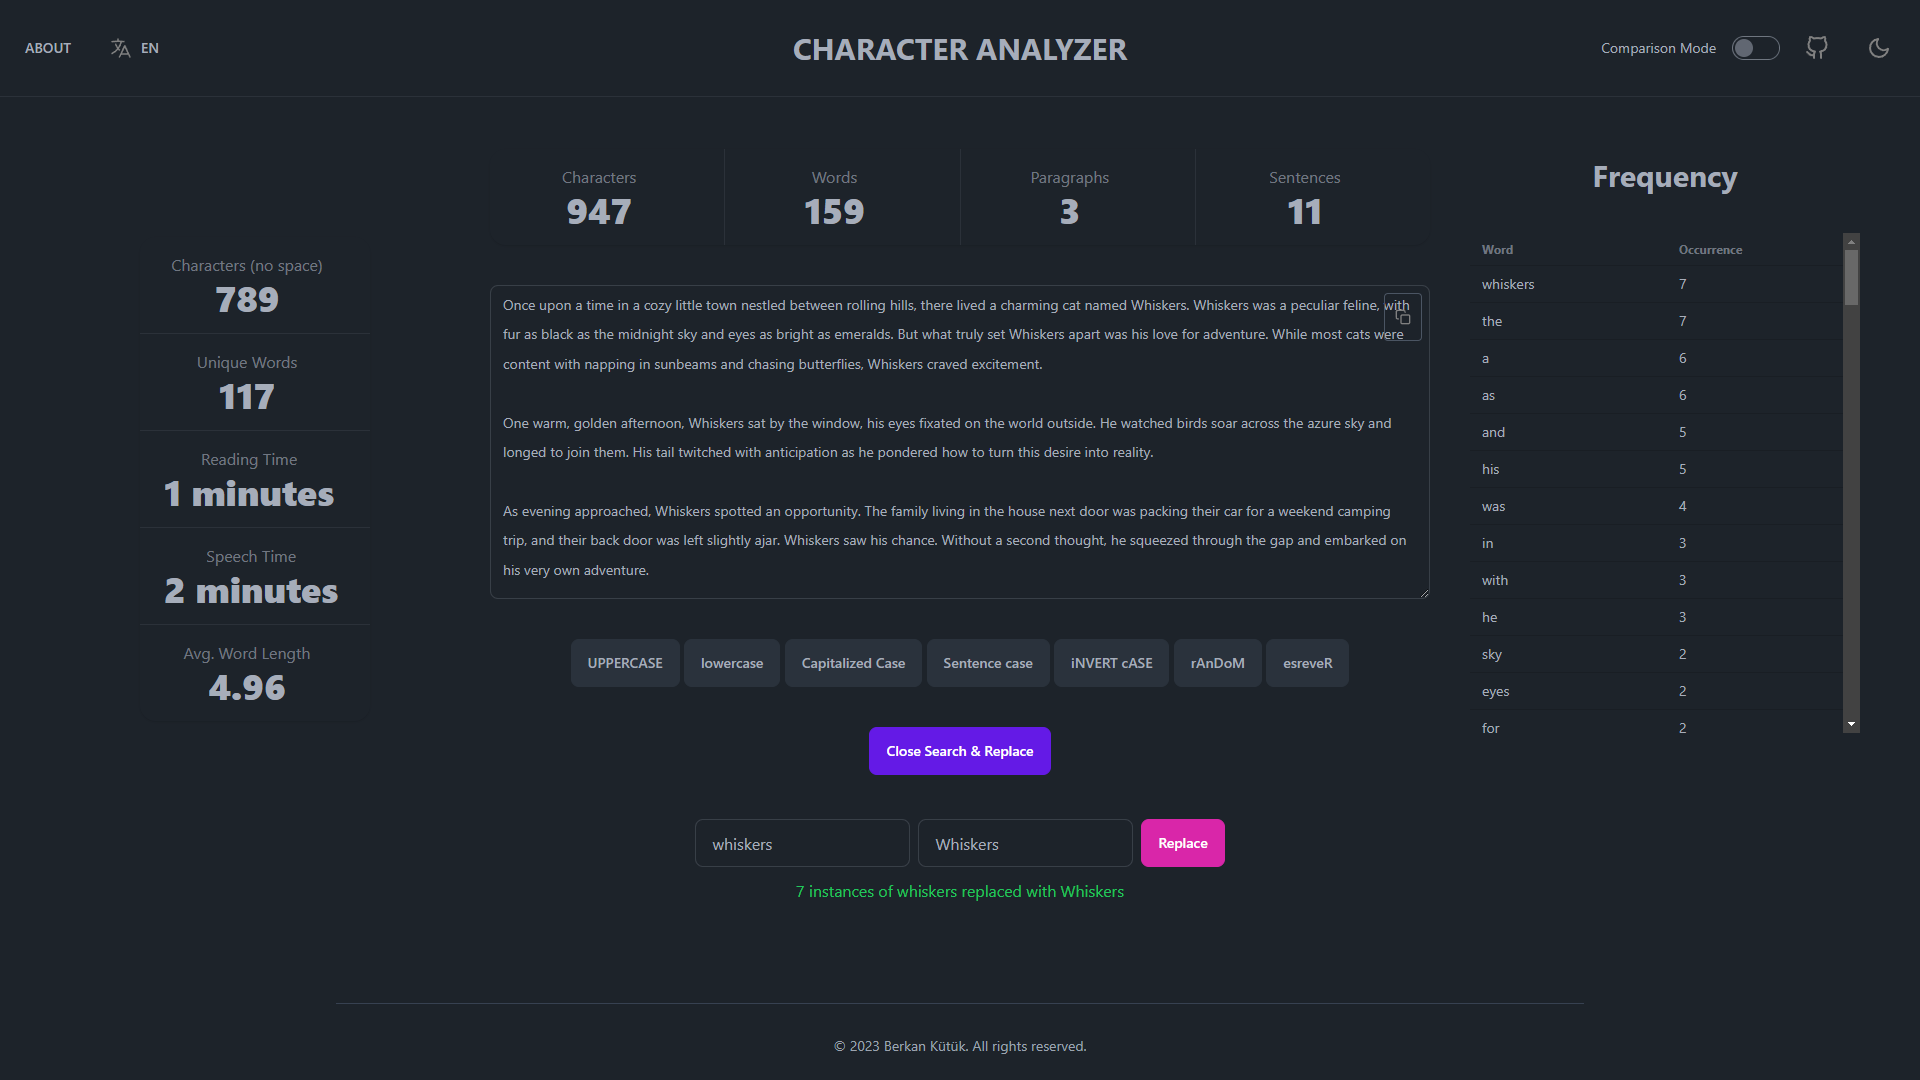 ABOUT
EN
CHARACTER ANALYZER
Comparison Mode
Characters
947
Words
159
Paragraphs
3
Sentences
11
Characters (no space)
789
Unique Words
117
Reading Time
1 minutes
Speech Time
2 minutes
Avg. Word Length
4.96
Once upon a time in a cozy little town nestled between rolling hills, there lived a charming cat named Whiskers. Whiskers was a peculiar feline, with
fur as black as the midnight sky and eyes as bright as emeralds. But what truly set Whiskers apart was his love for adventure. While most cats were
content with napping in sunbeams and chasing butterflies, Whiskers craved excitement.
One warm, golden afternoon, Whiskers sat by the window, his eyes fixated on the world outside. He watched birds soar across the azure sky and
longed to join them. His tail twitched with anticipation as he pondered how to turn this desire into reality.
As evening approached, Whiskers spotted an opportunity. The family living in the house next door was packing their car for a weekend camping
trip, and their back door was left slightly ajar. Whiskers saw his chance. Without a second thought, he squeezed through the gap and embarked on
his very own adventure.
UPPERCASE
lowercase
Capitalized Case
Sentence case
iNVERT cASE
rAnDoM
esreveR
Close Search & Replace
whiskers
Whiskers
Replace
7 instances of whiskers replaced with Whiskers
Frequency
Word Occurrence
whiskers 7
the 7
a 6
as 6
and 5
his 5
was 4
in 3
with 3
he 3
sky 2
eyes 2
for 2
© 2023 Berkan Kütük. All rights reserved.